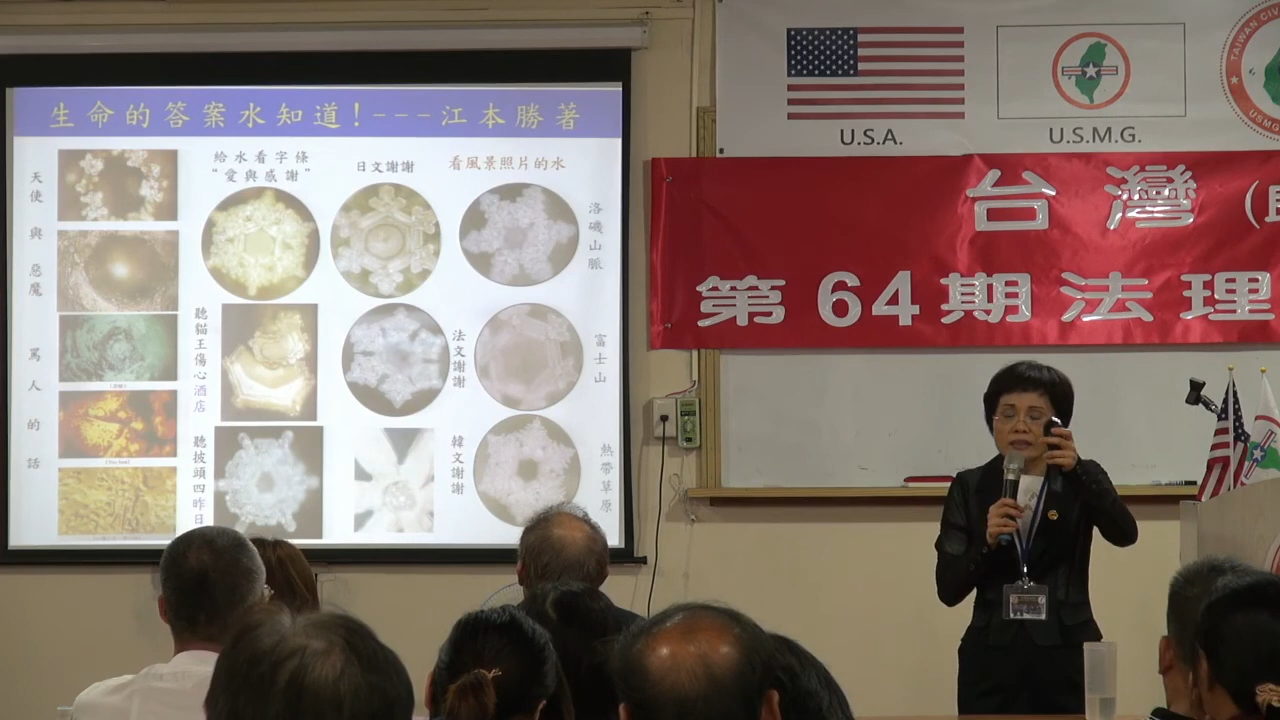 生命的答案水知道!---江本勝著
天使與惡魔
罵人的話
給水看字條
“愛與感謝”
日文謝謝
看風景照片的水
洛磯山脈
聽貓王傷心酒店
法文謝謝
富士山
聽披頭四昨日
韓文謝謝
熱帶草原
U.S.A.
U.S.M.G.
TAIWAN CIVI
USMG
台灣(
第64期法理